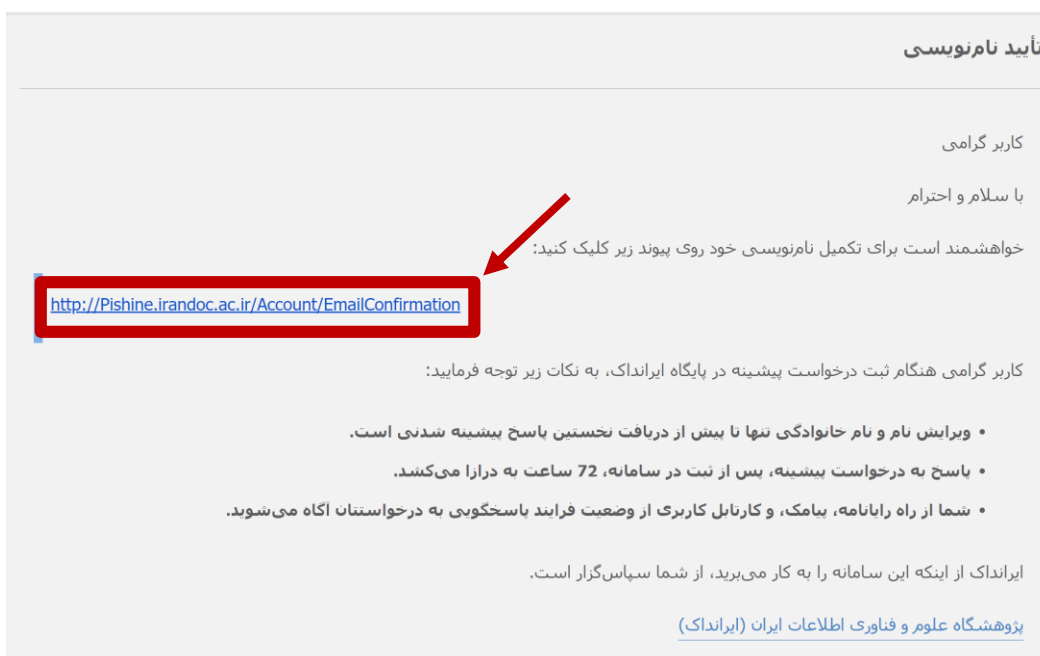 تأیید نام‌نویسی
کاربر گرامی
با سلام و احترام
خواهشمند است برای تکمیل نام‌نویسی خود روی پیوند زیر کلیک کنید:
http://Pishine.irandoc.ac.ir/Account/EmailConfirmation
کاربر گرامی هنگام ثبت درخواست پیشینه در پایگاه ایرانداک، به نکات زیر توجه فرمایید:
• ویرایش نام و نام خانوادگی تنها تا پیش از دریافت نخستین پاسخ پیشینه شدنی است.
• پاسخ به درخواست پیشینه، پس از ثبت در سامانه، 72 ساعت به درازا می‌کشد.
• شما از راه رایانامه، پیامک، و کارتابل کاربری از وضعیت فرایند پاسخگویی به درخواستتان آگاه می‌شوید.
ایرانداک از اینکه این سامانه را به کار می‌برید، از شما سپاس‌گزار است.
پژوهشگاه علوم و فناوری اطلاعات ایران (ایرانداک)